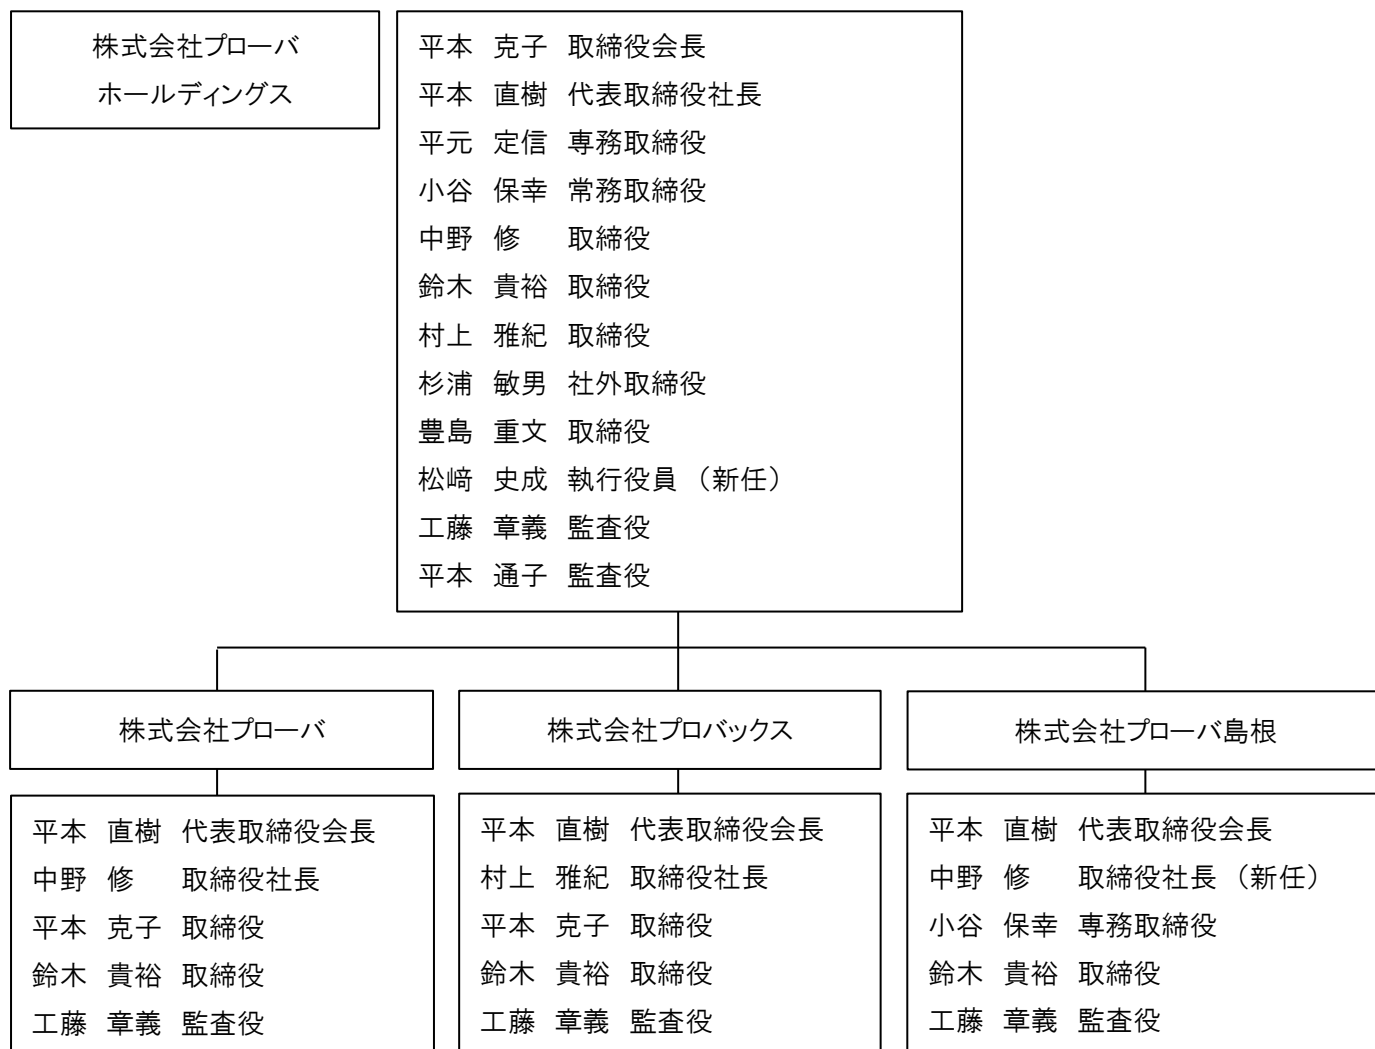 株式会社プローバ
ホールディングス
平本 克子 取締役会長
平本 直樹 代表取締役社長
平元 定信 専務取締役
小谷 保幸 常務取締役
中野 修 取締役
鈴木 貴裕 取締役
村上 雅紀 取締役
杉浦 敏男 社外取締役
豊島 重文 取締役
松﨑 史成 執行役員 （新任）
工藤 章義 監査役
平本 通子 監査役
株式会社プローバ
平本 直樹 代表取締役会長
中野 修 取締役社長
平本 克子 取締役
鈴木 貴裕 取締役
工藤 章義 監査役
株式会社プロバックス
平本 直樹 代表取締役会長
村上 雅紀 取締役社長
平本 克子 取締役
鈴木 貴裕 取締役
工藤 章義 監査役
株式会社プローバ島根
平本 直樹 代表取締役会長
中野 修 取締役社長 （新任）
小谷 保幸 専務取締役
鈴木 貴裕 取締役
工藤 章義 監査役